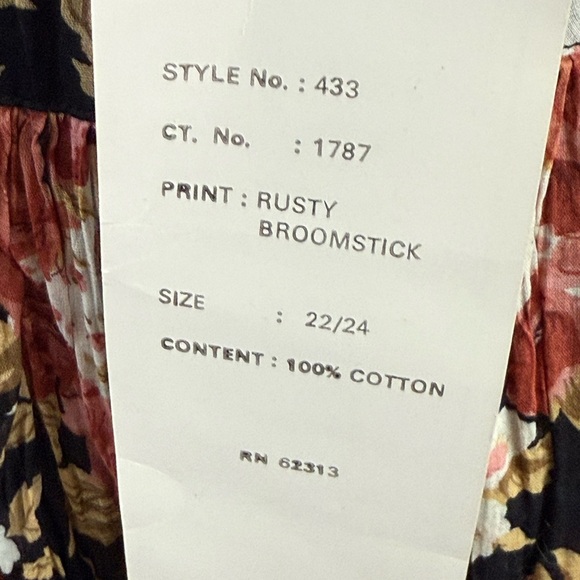 STYLE No. : 433
CT. No. : 1787
PRINT : RUSTY
BROOMSTICK
SIZE : 22/24
CONTENT : 100% COTTON
RN 62313